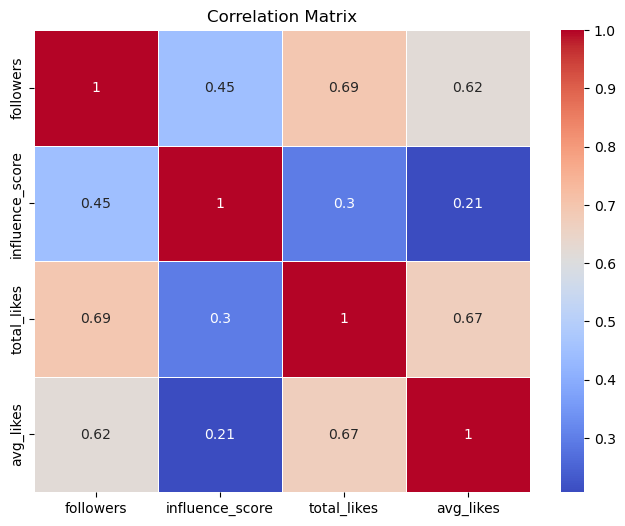 Correlation Matrix
followers
1
0.45
0.69
0.62
influence_score
0.45
1
0.3
0.21
total_likes
0.69
0.3
1
0.67
avg_likes
0.62
0.21
0.67
1
followers
influence_score
total_likes
avg_likes
1.0
0.9
0.8
0.7
0.6
0.5
0.4
0.3